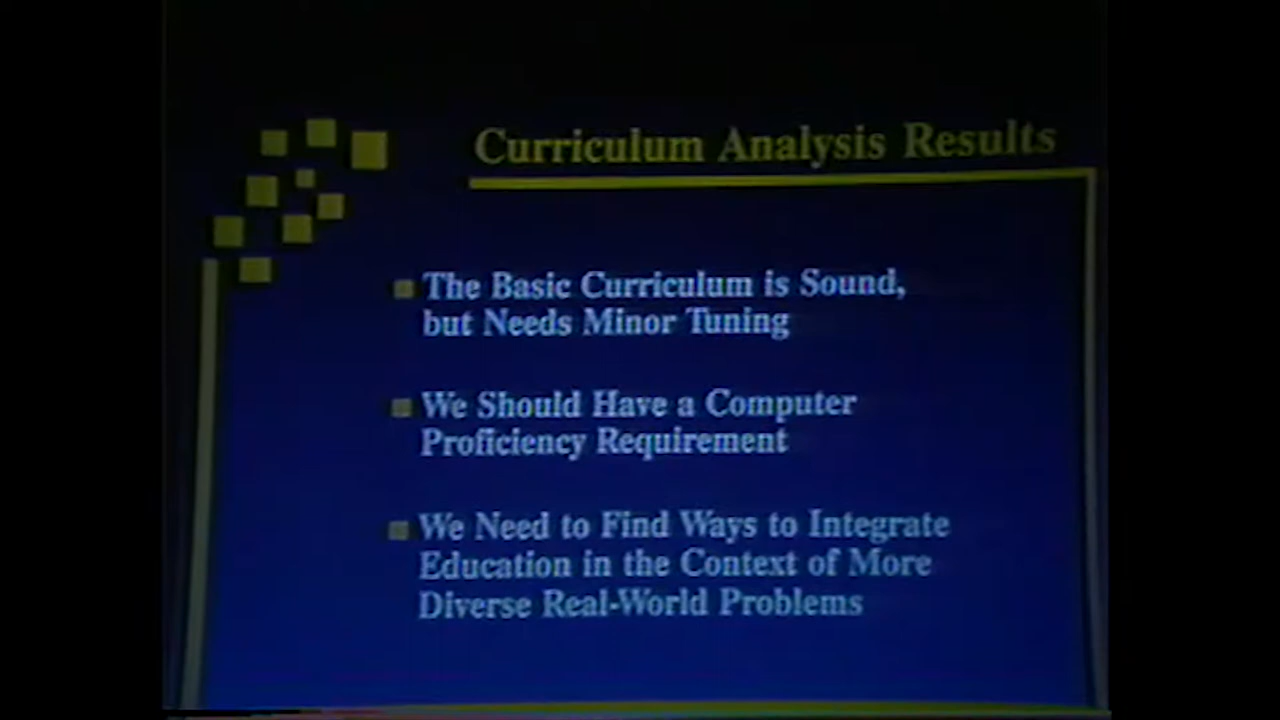 Curriculum Analysis Results
The Basic Curriculum is Sound,
but Needs Minor Tuning
We Should Have a Computer
Proficiency Requirement
We Need to Find Ways to Integrate
Education in the Context of More
Diverse Real-World Problems